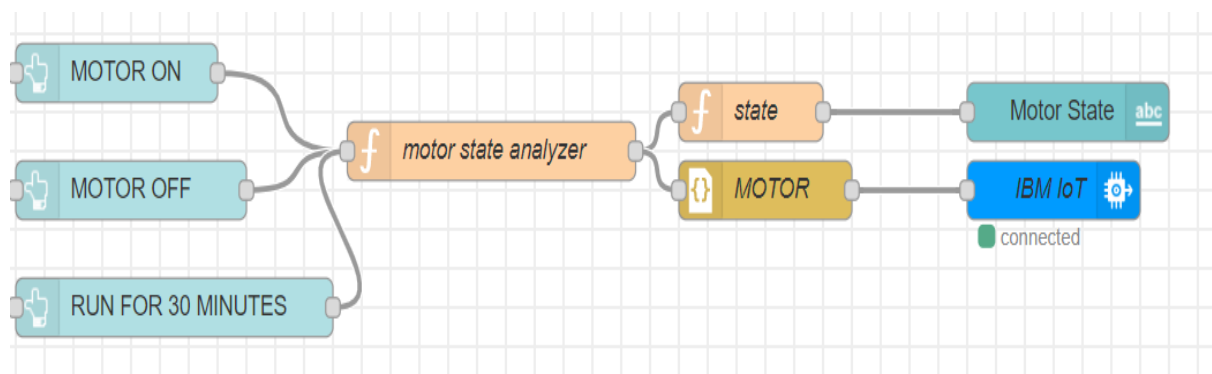 MOTOR ON
MOTOR OFF
RUN FOR 30 MINUTES
f motor state analyzer
f state
{} MOTOR
Motor State abc
IBM IoT
connected